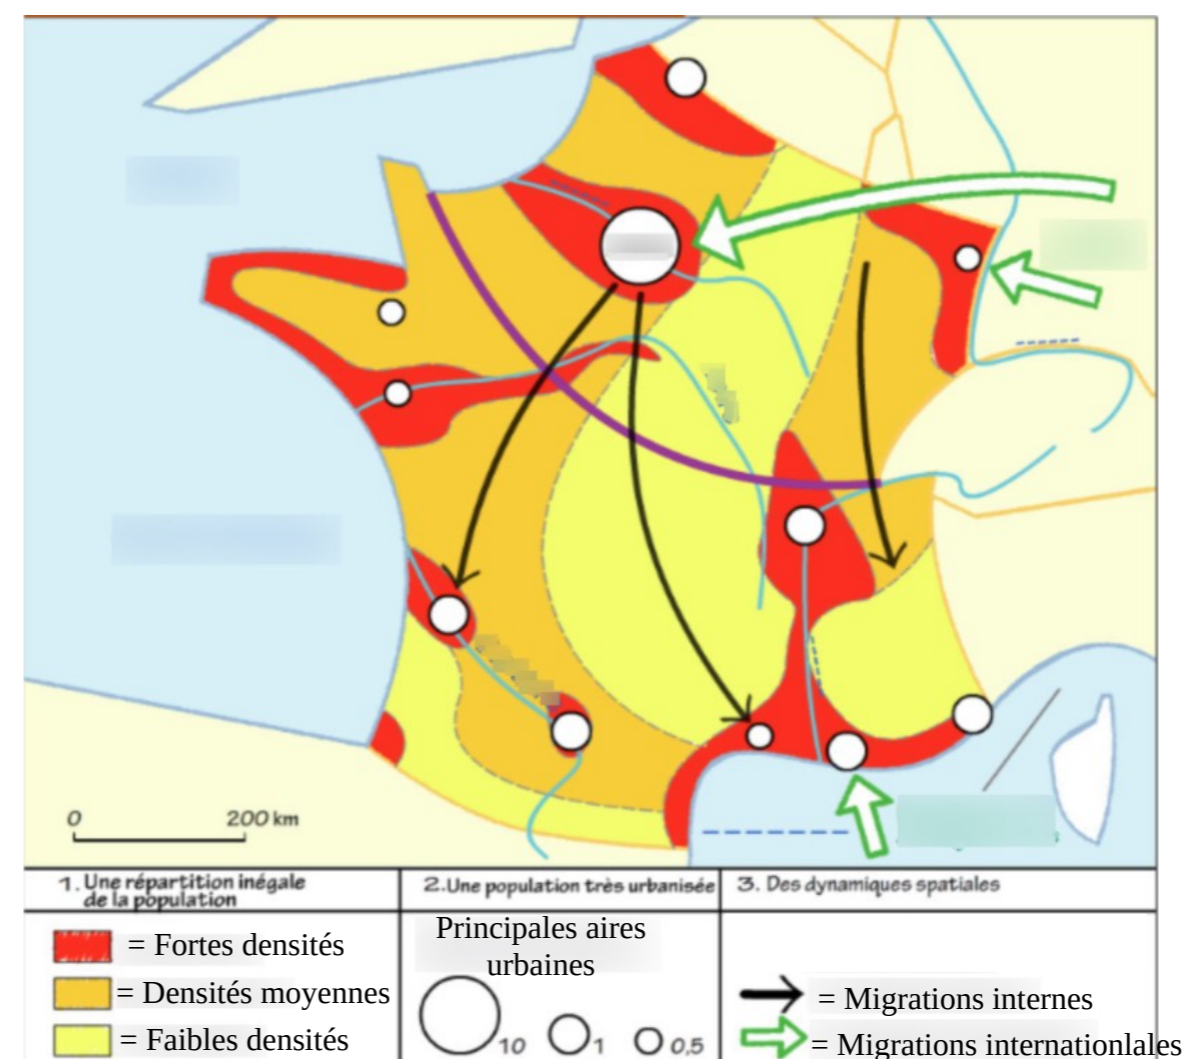 0 200 km
1. Une répartition inégale
de la population
2. Une population très urbanisée
3. Des dynamiques spatiales
= Fortes densités
= Densités moyennes
= Faibles densités
Principales aires
urbaines
10 1 0,5
= Migrations internes
= Migrations internationlales